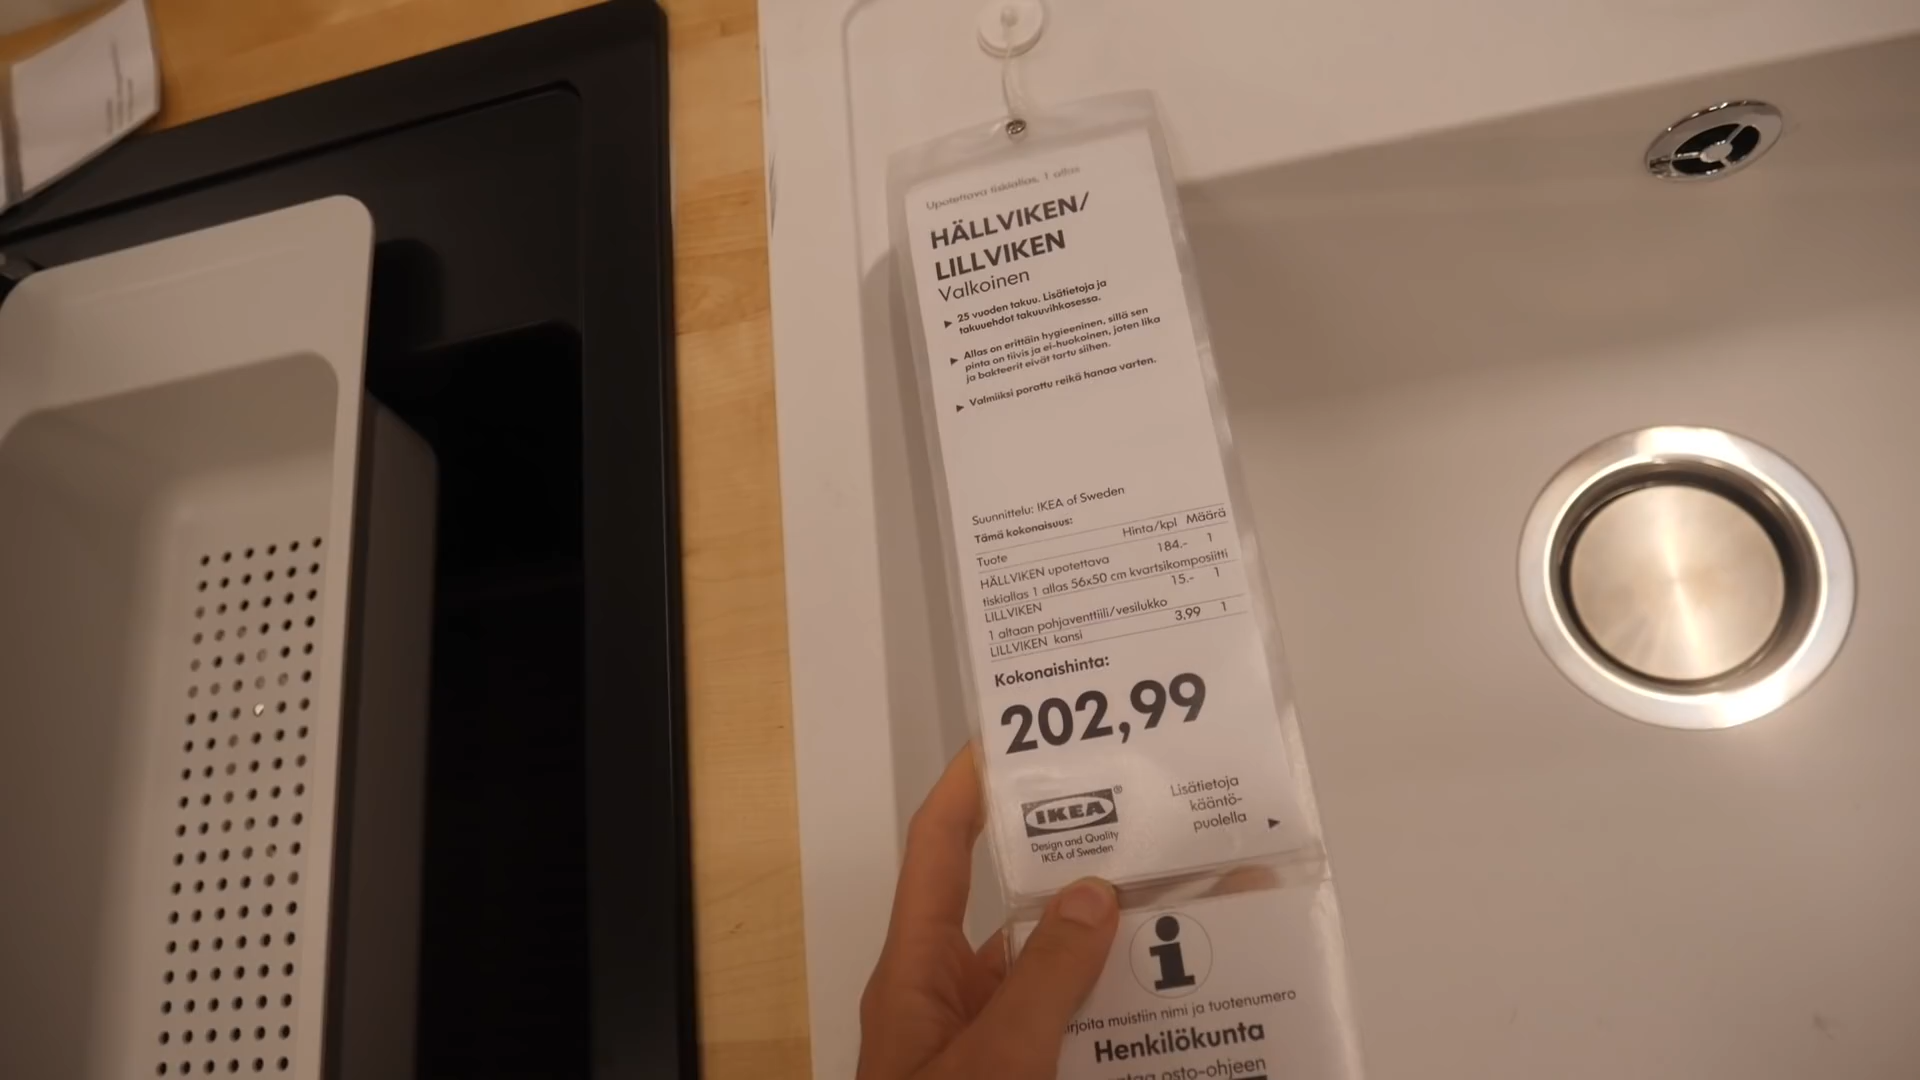 Upotettava tiskiallas, 1 allas
HÄLLVIKEN/
LILLVIKEN
Valkoinen
▶ 25 vuoden takuu. Lisätietoja ja
takuuehdot takuuvihkosessa.
▶ Allas on erittäin hygieeninen, sillä sen
pinta on tiivis ja ei-huokoinen, joten lika
ja bakteerit eivät tartu siihen.
▶ Valmiiksi porattu reikä hanaa varten.
Suunnittelu: IKEA of Sweden
Tämä kokonaisuus:
Tuote Hinta/kpl Määrä
HÄLLVIKEN upotettava 184.- 1
tiskiallas 1 allas 56x50 cm kvartsikomposiitti
LILLVIKEN 15.- 1
1 altaan pohjaventtiili/vesilukko
LILLVIKEN kansi 3,99 1
Kokonaishinta:
202,99
IKEA®
Design and Quality
IKEA of Sweden
Lisätietoja
kääntö-
puolella ▶
i
muistiin nimi ja tuotenumero
Henkilökunta
osto-ohjeen